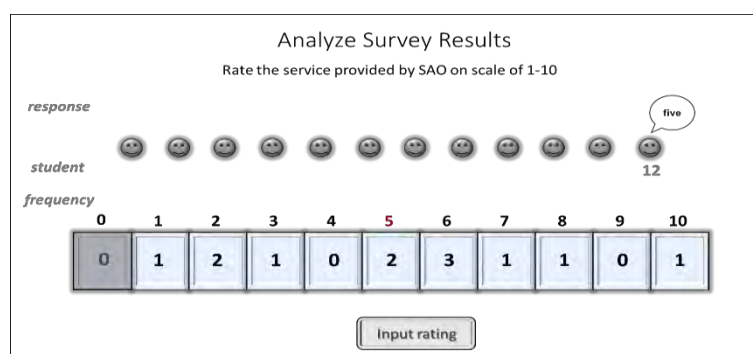 Analyze Survey Results
Rate the service provided by SAO on scale of 1-10
response
five
student
12
frequency
0 1 2 3 4 5 6 7 8 9 10
0 1 2 1 0 2 3 1 1 0 1
Input rating